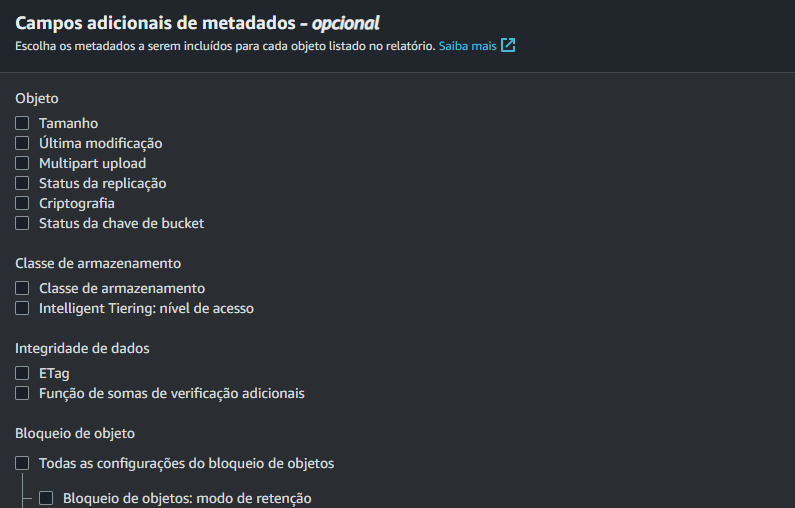 Campos adicionais de metadados - opcional
Escolha os metadados a serem incluídos para cada objeto listado no relatório. Saiba mais
Objeto
Tamanho
Última modificação
Multipart upload
Status da replicação
Criptografia
Status da chave de bucket
Classe de armazenamento
Classe de armazenamento
Intelligent Tiering: nível de acesso
Integridade de dados
ETag
Função de somas de verificação adicionais
Bloqueio de objeto
Todas as configurações do bloqueio de objetos
Bloqueio de objetos: modo de retenção